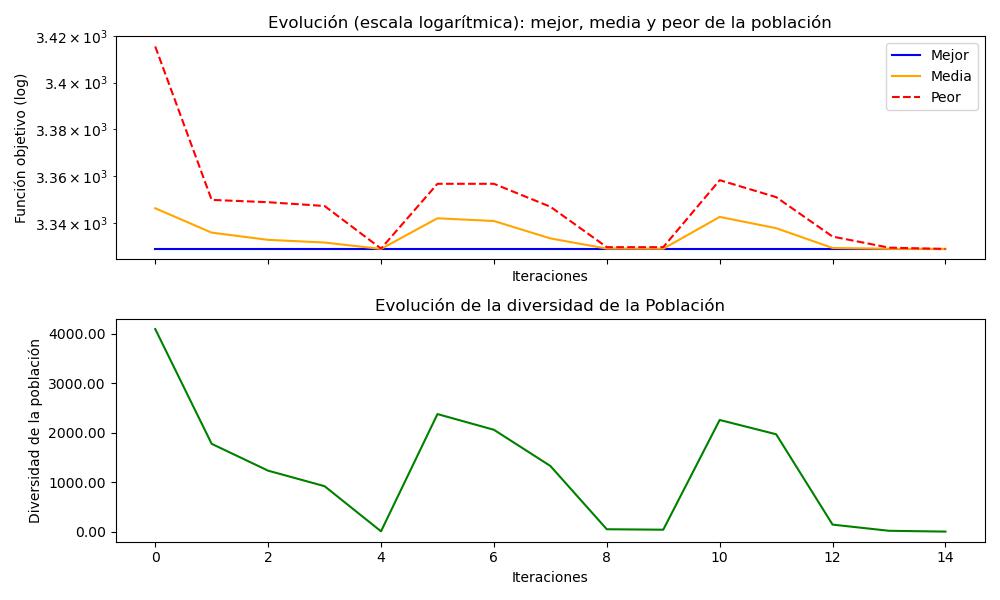 Evolución (escala logarítmica): mejor, media y peor de la población
Función objetivo (log)
3.42 × 10³
3.4 × 10³
3.38 × 10³
3.36 × 10³
3.34 × 10³
Mejor
Media
Peor
Iteraciones
Evolución de la diversidad de la Población
Diversidad de la población
4000.00
3000.00
2000.00
1000.00
0.00
0 2 4 6 8 10 12 14
Iteraciones